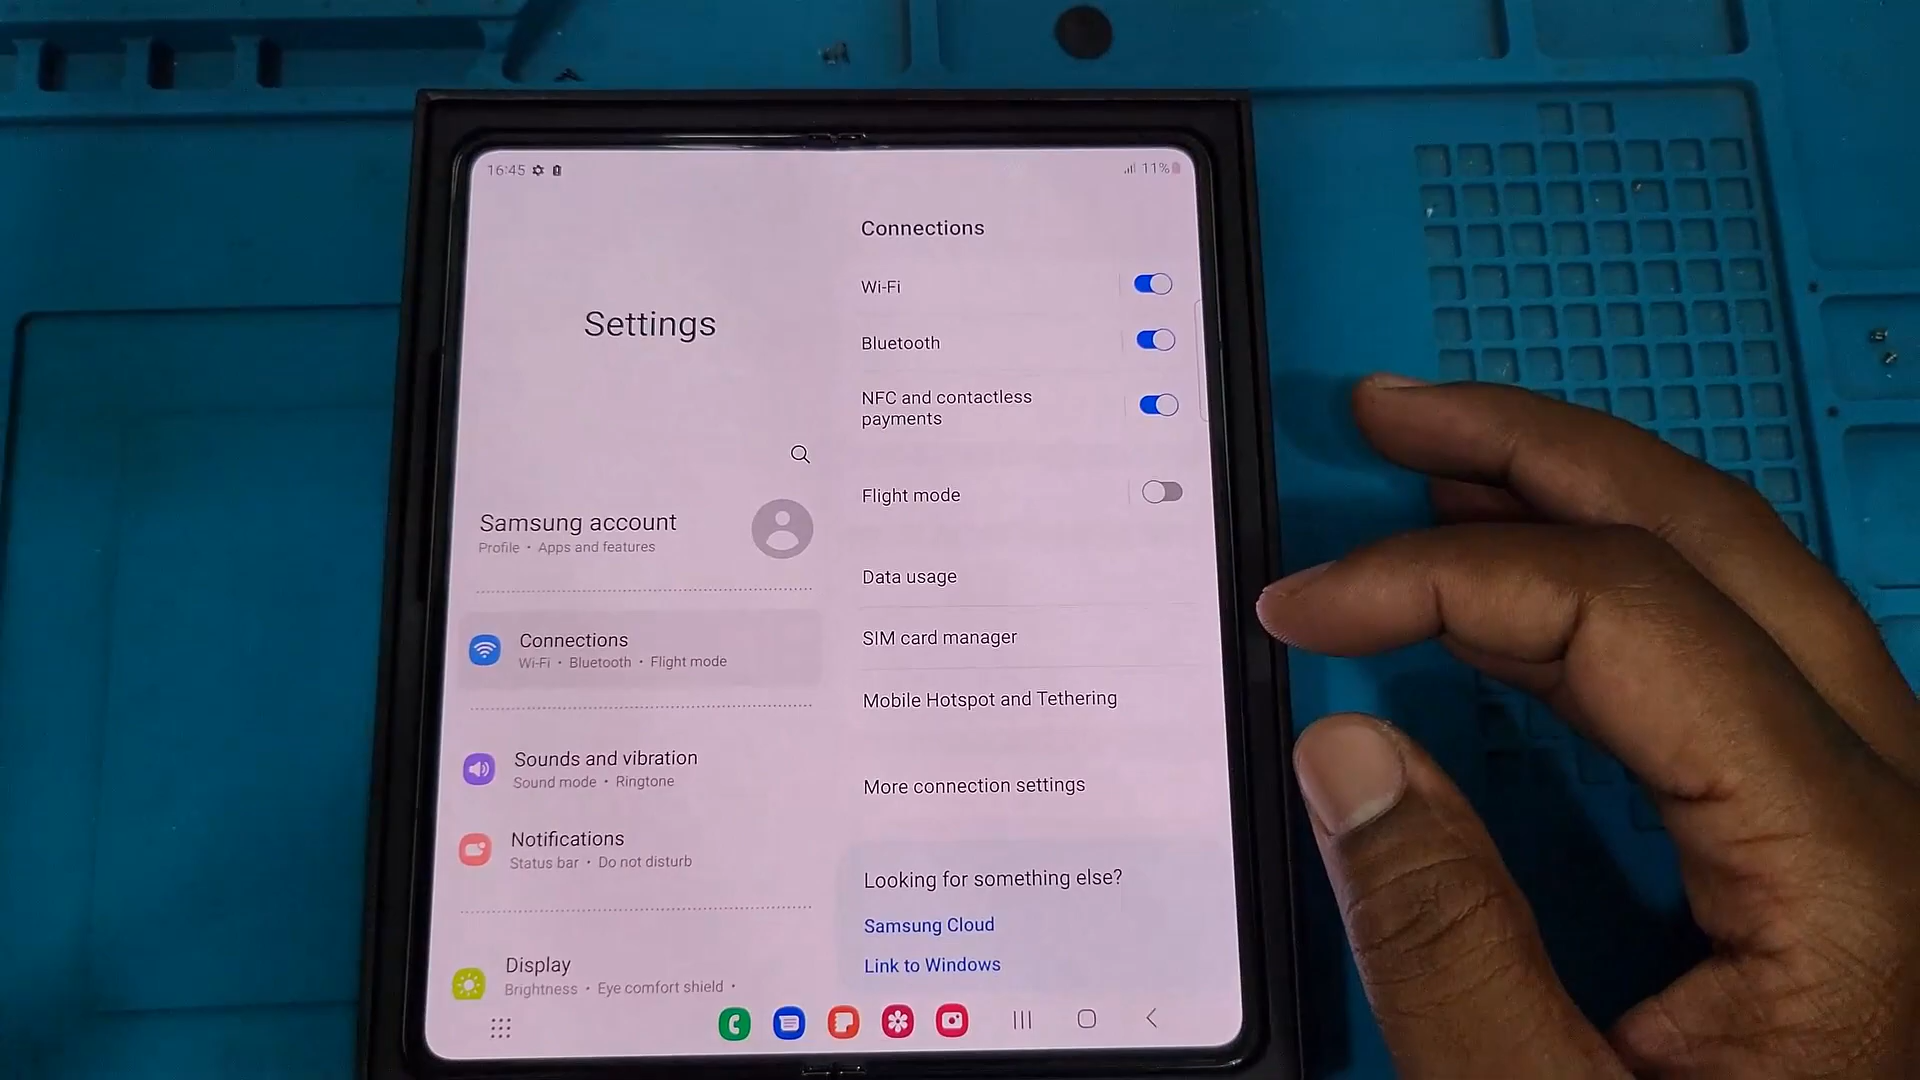 16:45
11%
Settings
Samsung account
Profile • Apps and features
Connections
Wi-Fi • Bluetooth • Flight mode
Sounds and vibration
Sound mode • Ringtone
Notifications
Status bar • Do not disturb
Display
Brightness • Eye comfort shield •
Connections
Wi-Fi
Bluetooth
NFC and contactless
payments
Flight mode
Data usage
SIM card manager
Mobile Hotspot and Tethering
More connection settings
Looking for something else?
Samsung Cloud
Link to Windows